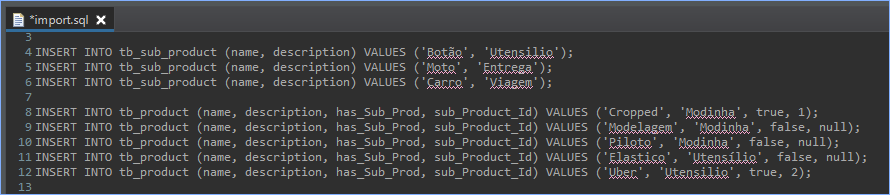 *import.sql
3
4 INSERT INTO tb_sub_product (name, description) VALUES ('Botão', 'Utensilio');
5 INSERT INTO tb_sub_product (name, description) VALUES ('Moto', 'Entrega');
6 INSERT INTO tb_sub_product (name, description) VALUES ('Carro', 'Viagem');
7
8 INSERT INTO tb_product (name, description, has_Sub_Prod, sub_Product_Id) VALUES ('Cropped', 'Modinha', true, 1);
9 INSERT INTO tb_product (name, description, has_Sub_Prod, sub_Product_Id) VALUES ('Modelagem', 'Modinha', false, null);
10 INSERT INTO tb_product (name, description, has_Sub_Prod, sub_Product_Id) VALUES ('Piloto', 'Modinha', false, null);
11 INSERT INTO tb_product (name, description, has_Sub_Prod, sub_Product_Id) VALUES ('Elastico', 'Utensílio', false, null);
12 INSERT INTO tb_product (name, description, has_Sub_Prod, sub_Product_Id) VALUES ('Uber', 'Utensilio', true, 2);
13